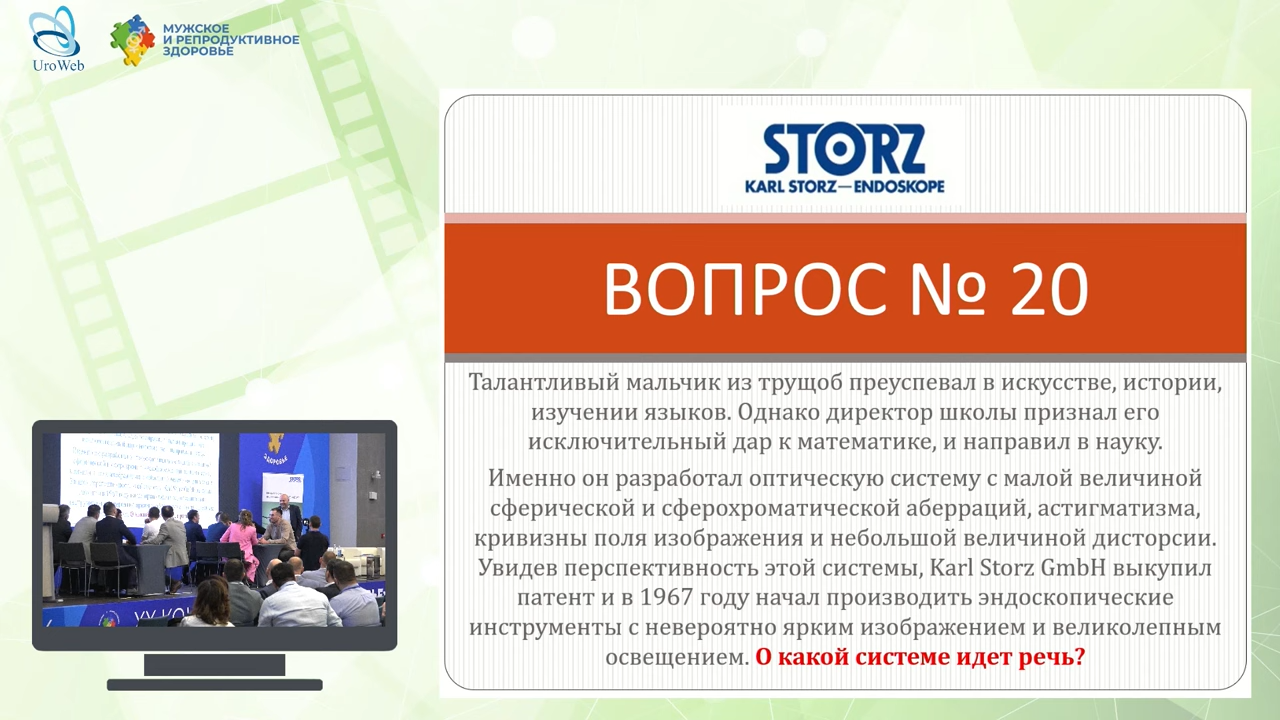 UroWeb
МУЖСКОЕ
И РЕПРОДУКТИВНОЕ
ЗДОРОВЬЕ
STORZ
KARL STORZ—ENDOSKOPE
ВОПРОС № 20
Талантливый мальчик из трущоб преуспевал в искусстве, истории,
изучении языков. Однако директор школы признал его
исключительный дар к математике, и направил в науку.
Именно он разработал оптическую систему с малой величиной
сферической и сферохроматической аберраций, астигматизма,
кривизны поля изображения и небольшой величиной дисторсии.
Увидев перспективность этой системы, Karl Storz GmbH выкупил
патент и в 1967 году начал производить эндоскопические
инструменты с невероятно ярким изображением и великолепным
освещением. О какой системе идет речь?
ЗДОРОВЬЕ
STORZ